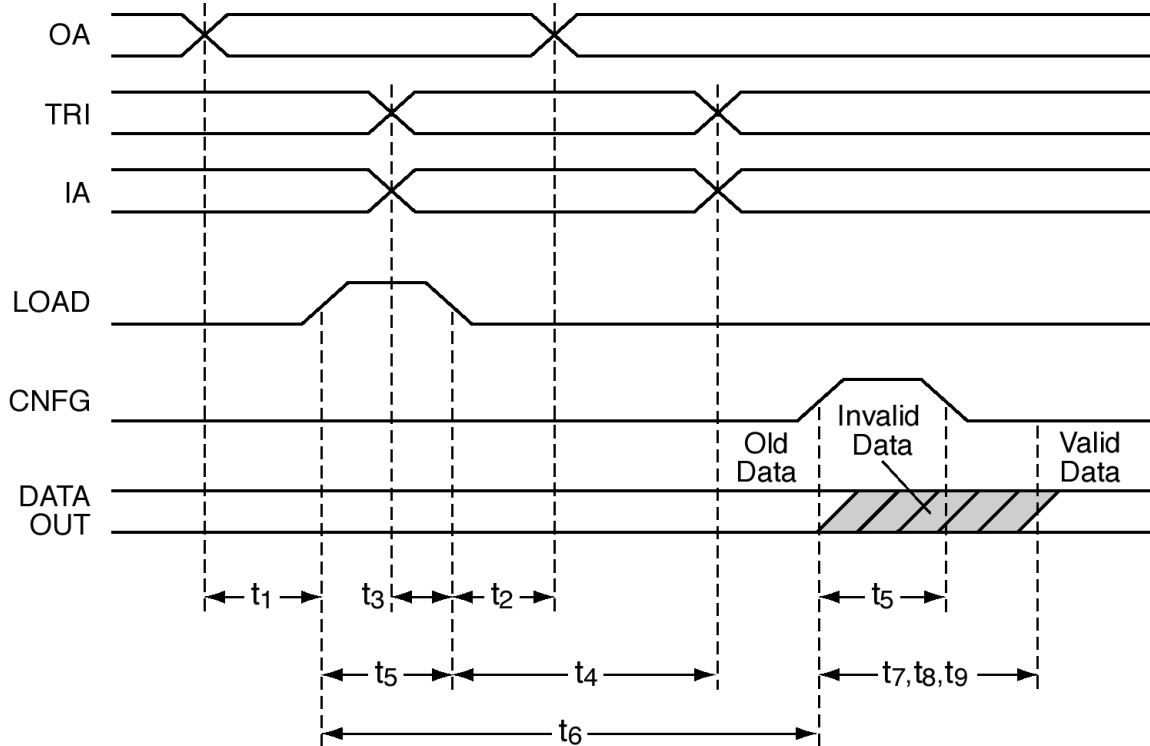 OA
TRI
IA
LOAD
CNFG
Old
Data
Invalid
Data
Valid
Data
DATA
OUT
t1
t3
t2
t5
t5
t4
t7,t8,t9
t6